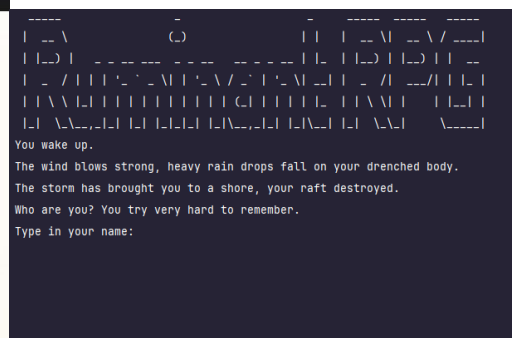 Ruminant RPG
You wake up.
The wind blows strong, heavy rain drops fall on your drenched body.
The storm has brought you to a shore, your raft destroyed.
Who are you? You try very hard to remember.
Type in your name: